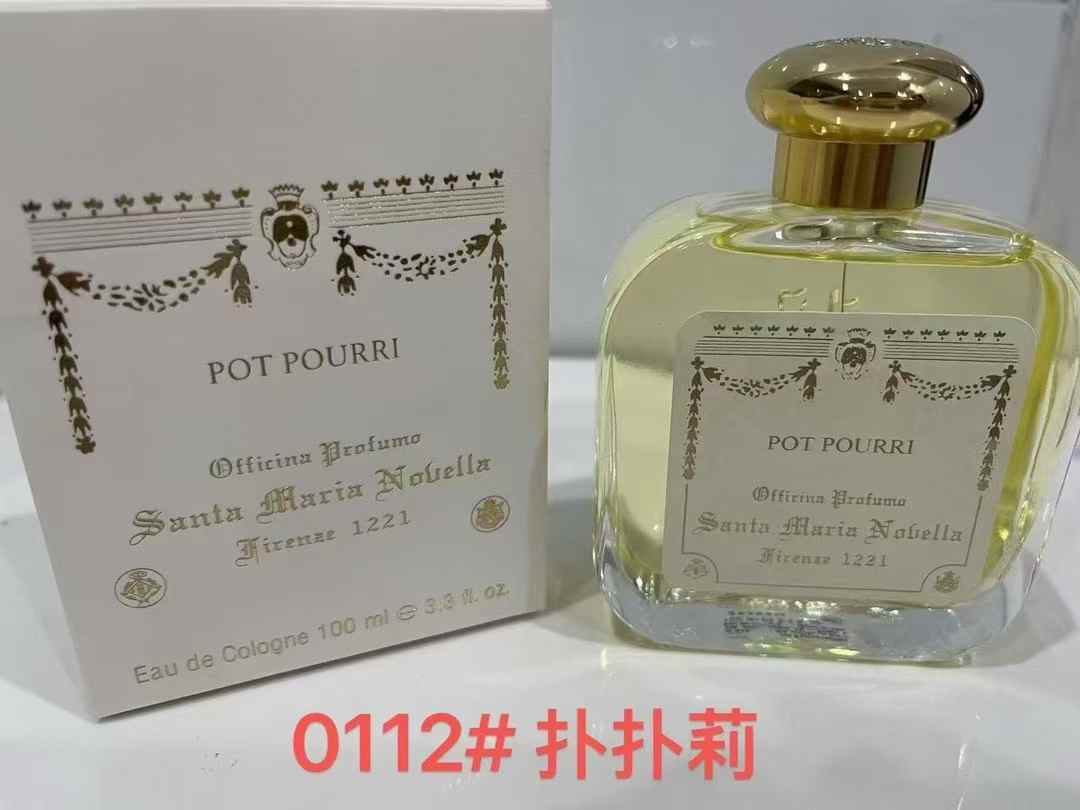 POT POURRI
Officina Profumo
Santa Maria Novella
Firenze 1221
Eau de Cologne 100 ml ℮ 3.3 fl. oz.
POT POURRI
Officina Profumo
Santa Maria Novella
Firenze 1221
0112# 扑扑莉